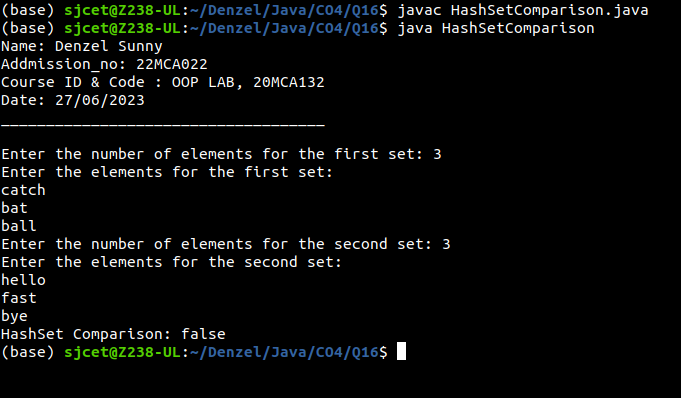 (base) sjcet@Z238-UL:~/Denzel/Java/CO4/Q16$ javac HashSetComparison.java
(base) sjcet@Z238-UL:~/Denzel/Java/CO4/Q16$ java HashSetComparison
Name: Denzel Sunny
Addmission_no: 22MCA022
Course ID & Code : OOP LAB, 20MCA132
Date: 27/06/2023
____________________________________
Enter the number of elements for the first set: 3
Enter the elements for the first set:
catch
bat
ball
Enter the number of elements for the second set: 3
Enter the elements for the second set:
hello
fast
bye
HashSet Comparison: false
(base) sjcet@Z238-UL:~/Denzel/Java/CO4/Q16$